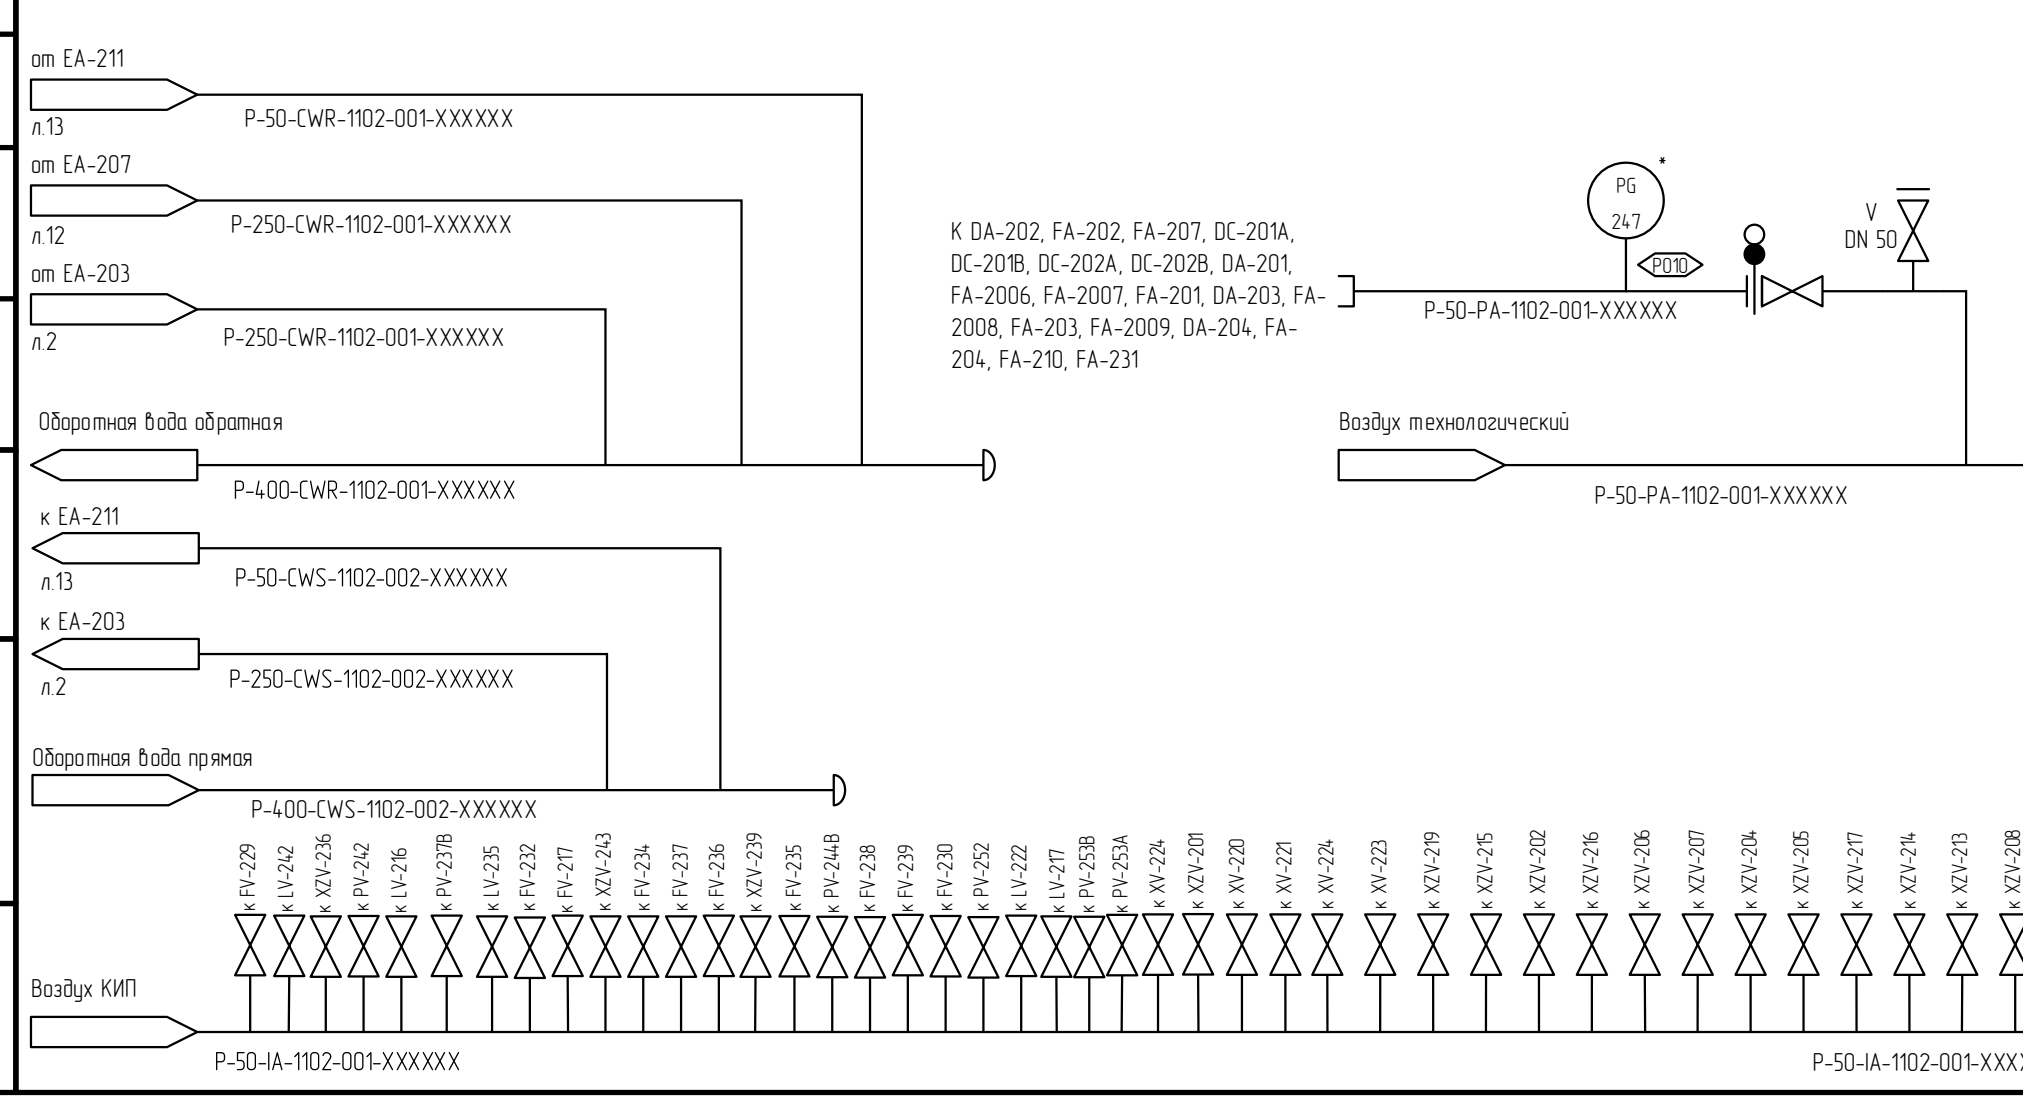 от EA-211
л.13
P-50-CWR-1102-001-XXXXXX
от EA-207
л.12
P-250-CWR-1102-001-XXXXXX
от EA-203
л.2
P-250-CWR-1102-001-XXXXXX
Оборотная вода обратная
P-400-CWR-1102-001-XXXXXX
к EA-211
л.13
P-50-CWS-1102-002-XXXXXX
к EA-203
л.2
P-250-CWS-1102-002-XXXXXX
Оборотная вода прямая
P-400-CWS-1102-002-XXXXXX
К DA-202, FA-202, FA-207, DC-201A,
DC-201B, DC-202A, DC-202B, DA-201,
FA-2006, FA-2007, FA-201, DA-203, FA-
2008, FA-203, FA-2009, DA-204, FA-
204, FA-210, FA-231
PG
247
*
P010
V
DN 50
P-50-PA-1102-001-XXXXXX
Воздух технологический
P-50-PA-1102-001-XXXXXX
к FV-229
к LV-242
к XZV-236
к PV-242
к LV-216
к PV-237B
к LV-235
к FV-232
к FV-217
к XZV-243
к FV-234
к FV-237
к FV-236
к XZV-239
к FV-235
к PV-244B
к FV-238
к FV-239
к FV-230
к PV-252
к LV-222
к LV-217
к PV-253B
к PV-253A
к XV-224
к XZV-201
к XV-220
к XV-221
к XV-224
к XV-223
к XZV-219
к XZV-215
к XZV-202
к XZV-216
к XZV-206
к XZV-207
к XZV-204
к XZV-205
к XZV-217
к XZV-214
к XZV-213
к XZV-208
Воздух КИП
P-50-IA-1102-001-XXXXXX
P-50-IA-1102-001-XXX